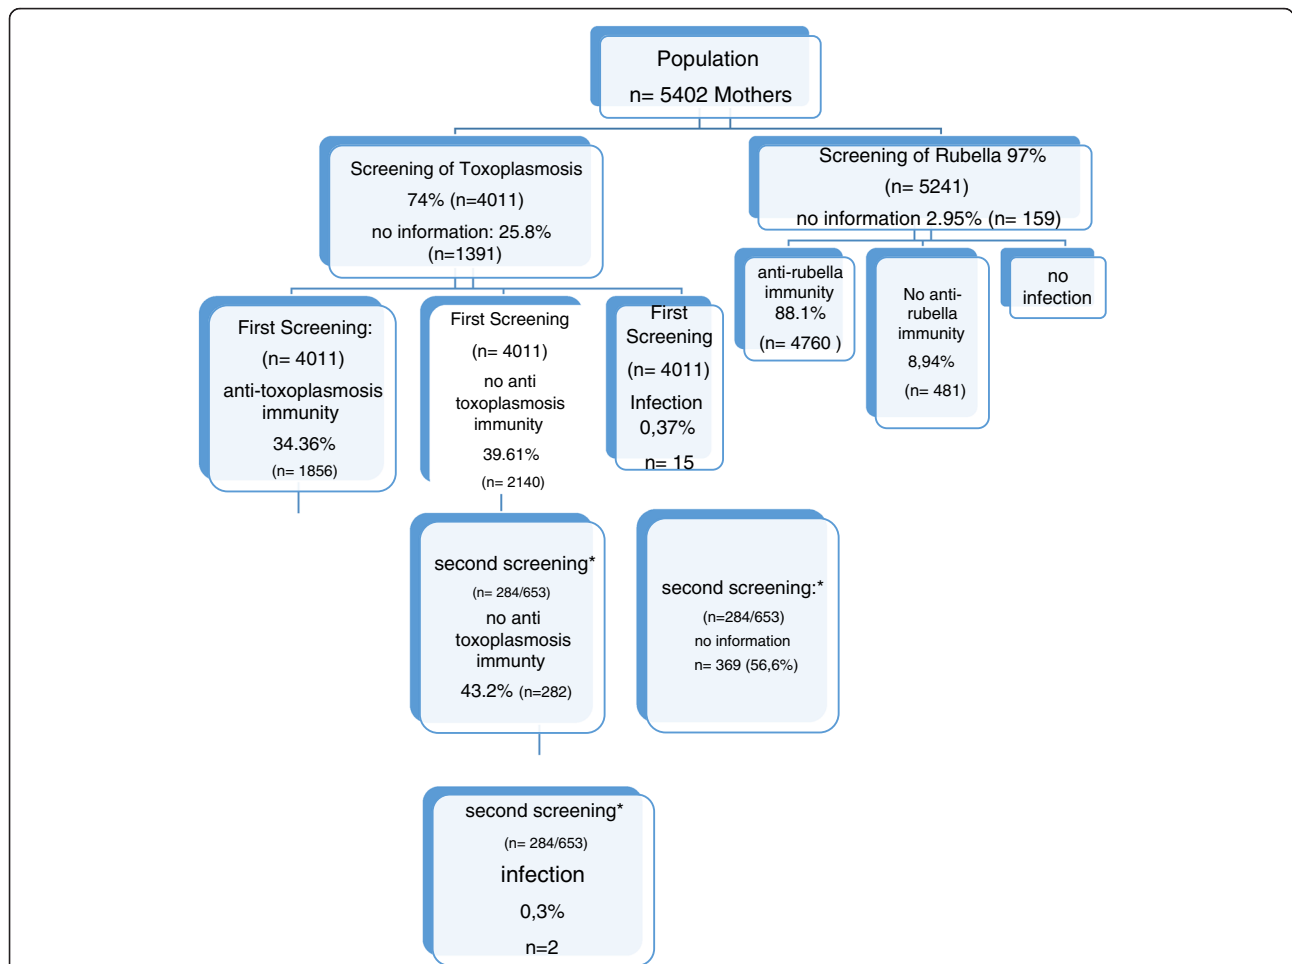 Population
n= 5402 Mothers
Screening of Toxoplasmosis
74% (n=4011)
no information: 25.8%
(n=1391)
Screening of Rubella 97%
(n= 5241)
no information 2.95% (n= 159)
First Screening:
(n= 4011)
anti-toxoplasmosis
immunity
34.36%
(n= 1856)
First Screening
(n= 4011)
no anti
toxoplasmosis
immunity
39.61%
(n= 2140)
First
Screening
(n= 4011)
Infection
0,37%
n= 15
anti-rubella
immunity
88.1%
(n= 4760 )
No anti-
rubella
immunity
8,94%
(n= 481)
no
infection
second screening*
(n= 284/653)
no anti
toxoplasmosis
immunty
43.2% (n=282)
second screening:*
(n=284/653)
no information
n= 369 (56,6%)
second screening*
(n= 284/653)
infection
0,3%
n=2